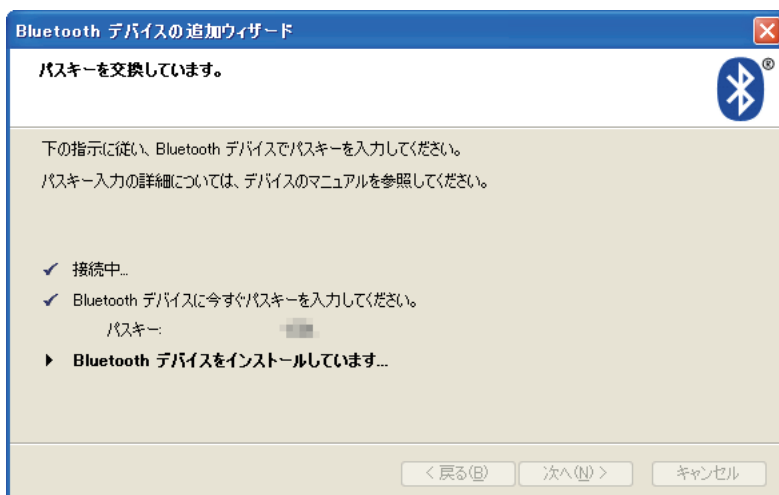 Bluetooth デバイスの追加ウィザード
パスキーを交換しています。
®
下の指示に従い、Bluetooth デバイスでパスキーを入力してください。
パスキー入力の詳細については、デバイスのマニュアルを参照してください。
接続中...
Bluetooth デバイスに今すぐパスキーを入力してください。
パスキー:
Bluetooth デバイスをインストールしています...
< 戻る(B) 次へ(N) > キャンセル